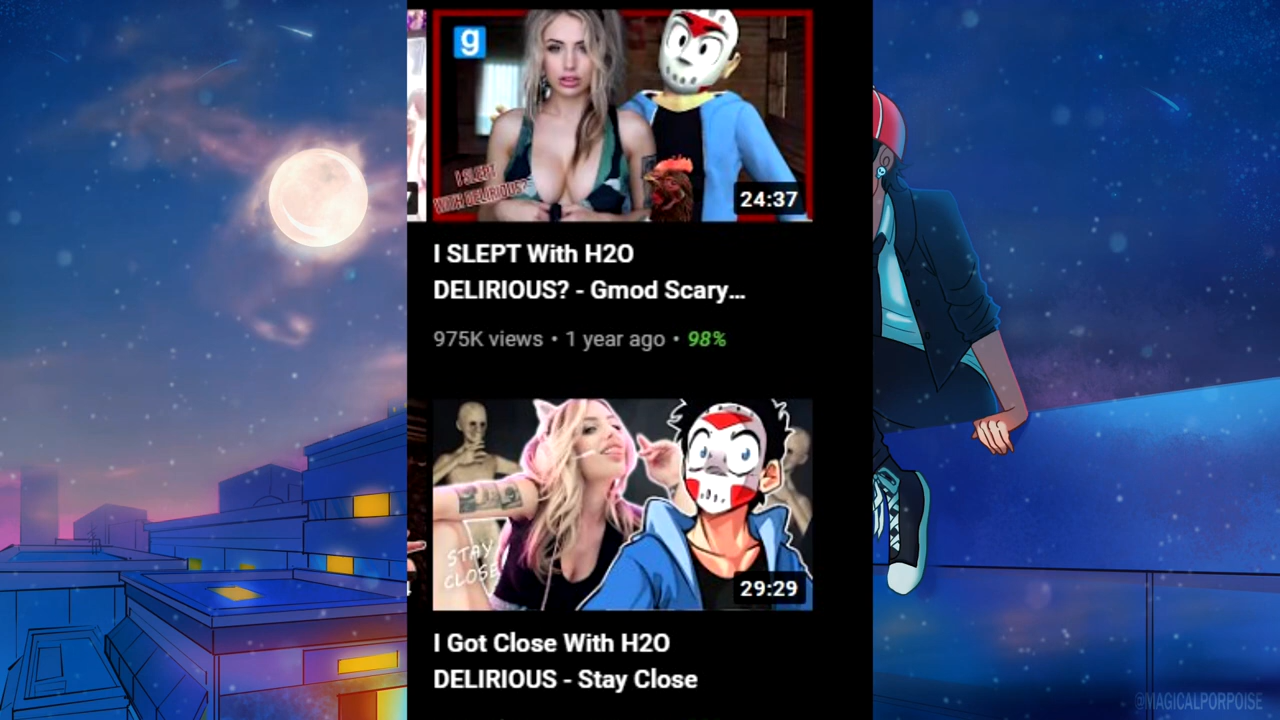 g
I SLEPT
WITH DELIRIOUS?
24:37
I SLEPT With H2O
DELIRIOUS? - Gmod Scary...
975K views • 1 year ago • 98%
STAY
CLOSE
29:29
I Got Close With H2O
DELIRIOUS - Stay Close
@MAGICALPORPOISE